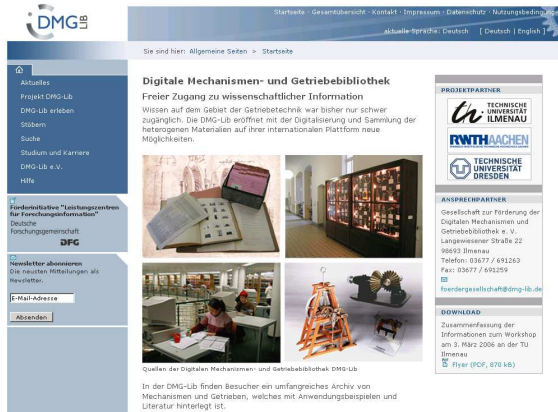 DMG LIB
Startseite · Gesamtübersicht · Kontakt · Impressum · Datenschutz · Nutzungsbedingungen
aktuelle Sprache: Deutsch [ Deutsch | English ]
Sie sind hier: Allgemeine Seiten > Startseite
Aktuelles
Projekt DMG-Lib
DMG-Lib erleben
Stöbern
Suche
Studium und Karriere
DMG-Lib e.V.
Hilfe
Förderinitiative "Leistungszentren
für Forschungsinformation"
Deutsche
Forschungsgemeinschaft
DFG
Newsletter abonnieren
Die neusten Mitteilungen als
Newsletter.
E-Mail-Adresse
Absenden
Digitale Mechanismen- und Getriebebibliothek
Freier Zugang zu wissenschaftlicher Information
Wissen auf dem Gebiet der Getriebetechnik war bisher nur schwer
zugänglich. Die DMG-Lib eröffnet mit der Digitalisierung und Sammlung der
heterogenen Materialien auf ihrer internationalen Plattform neue
Möglichkeiten.
Quellen der Digitalen Mechanismen- und Getriebebibliothek DMG-Lib
In der DMG-Lib finden Besucher ein umfangreiches Archiv von
Mechanismen und Getrieben, welches mit Anwendungsbeispielen und
Literatur hinterlegt ist.
PROJEKTPARTNER
th TECHNISCHE
UNIVERSITÄT
ILMENAU
RWTH AACHEN
TECHNISCHE
UNIVERSITÄT
DRESDEN
ANSPRECHPARTNER
Gesellschaft zur Förderung der
Digitalen Mechanismen und
Getriebebibliothek e. V.
Langewiesener Straße 22
98693 Ilmenau
Telefon: 03677 / 691263
Fax: 03677 / 691259
foerdergesellschaft@dmg-lib.de
DOWNLOAD
Zusammenfassung der
Informationen zum Workshop
am 3. März 2006 an der TU
Ilmenau
Flyer (PDF, 870 kB)